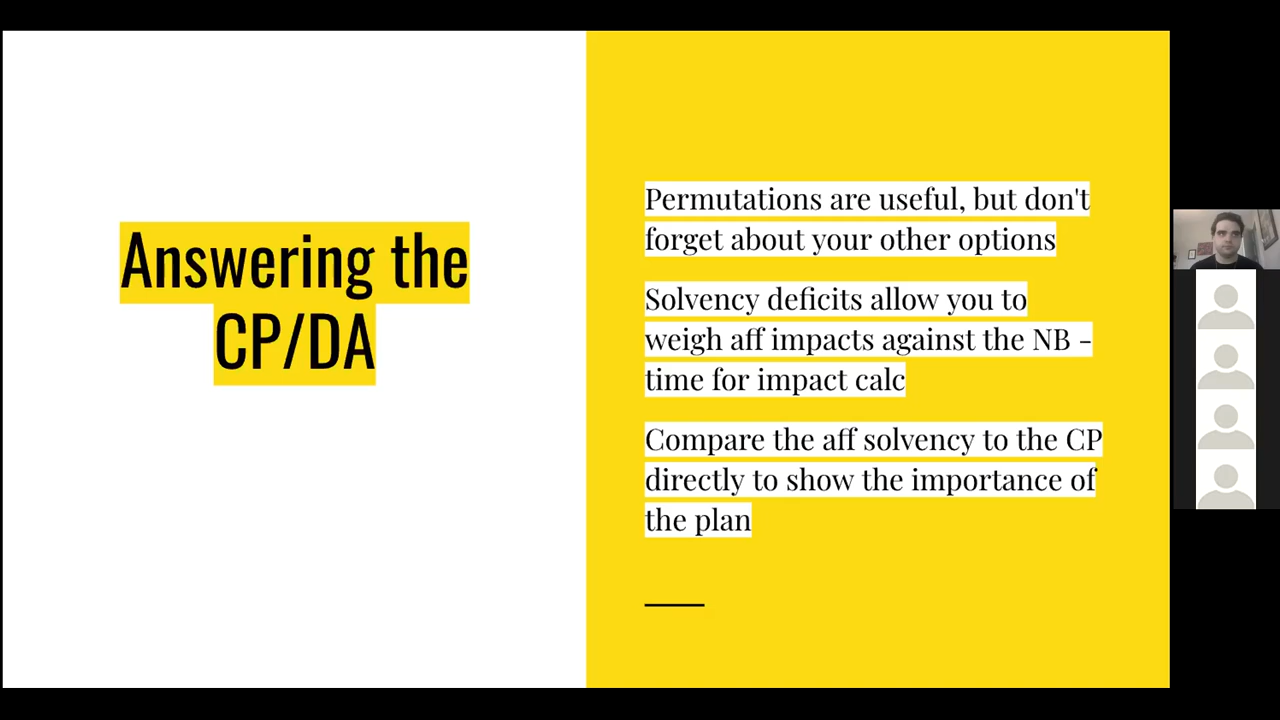 Answering the
CP/DA
Permutations are useful, but don't
forget about your other options
Solvency deficits allow you to
weigh aff impacts against the NB -
time for impact calc
Compare the aff solvency to the CP
directly to show the importance of
the plan